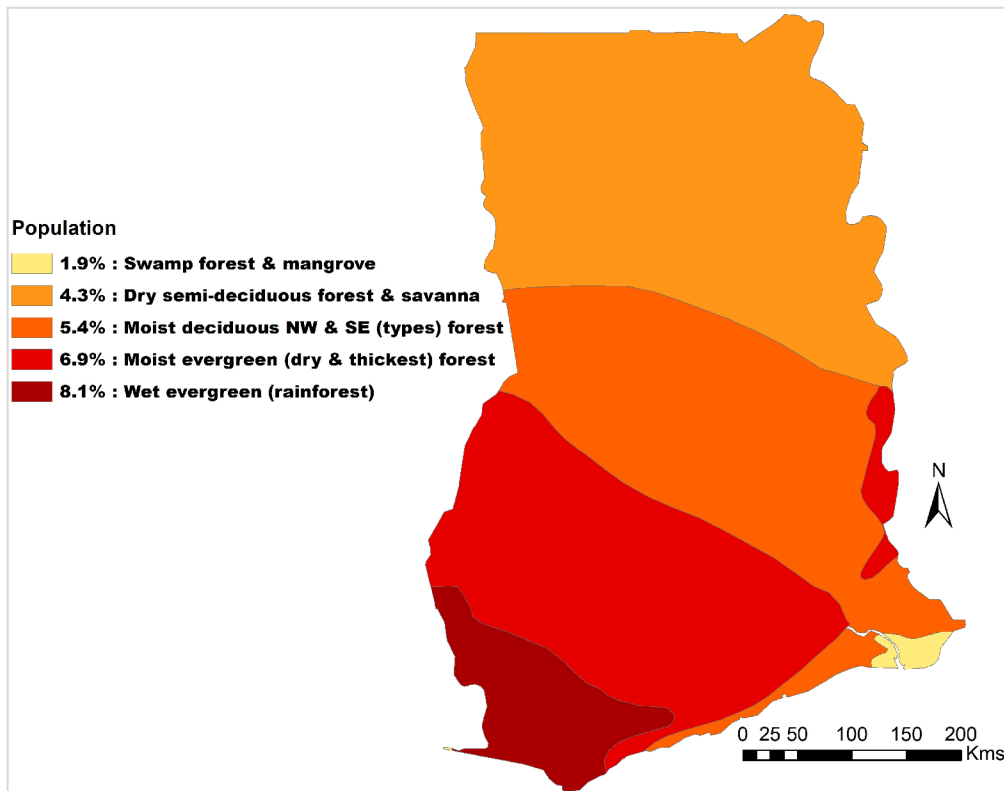 Population
1.9% : Swamp forest & mangrove
4.3% : Dry semi-deciduous forest & savanna
5.4% : Moist deciduous NW & SE (types) forest
6.9% : Moist evergreen (dry & thickest) forest
8.1% : Wet evergreen (rainforest)
N
0 25 50 100 150 200
Kms